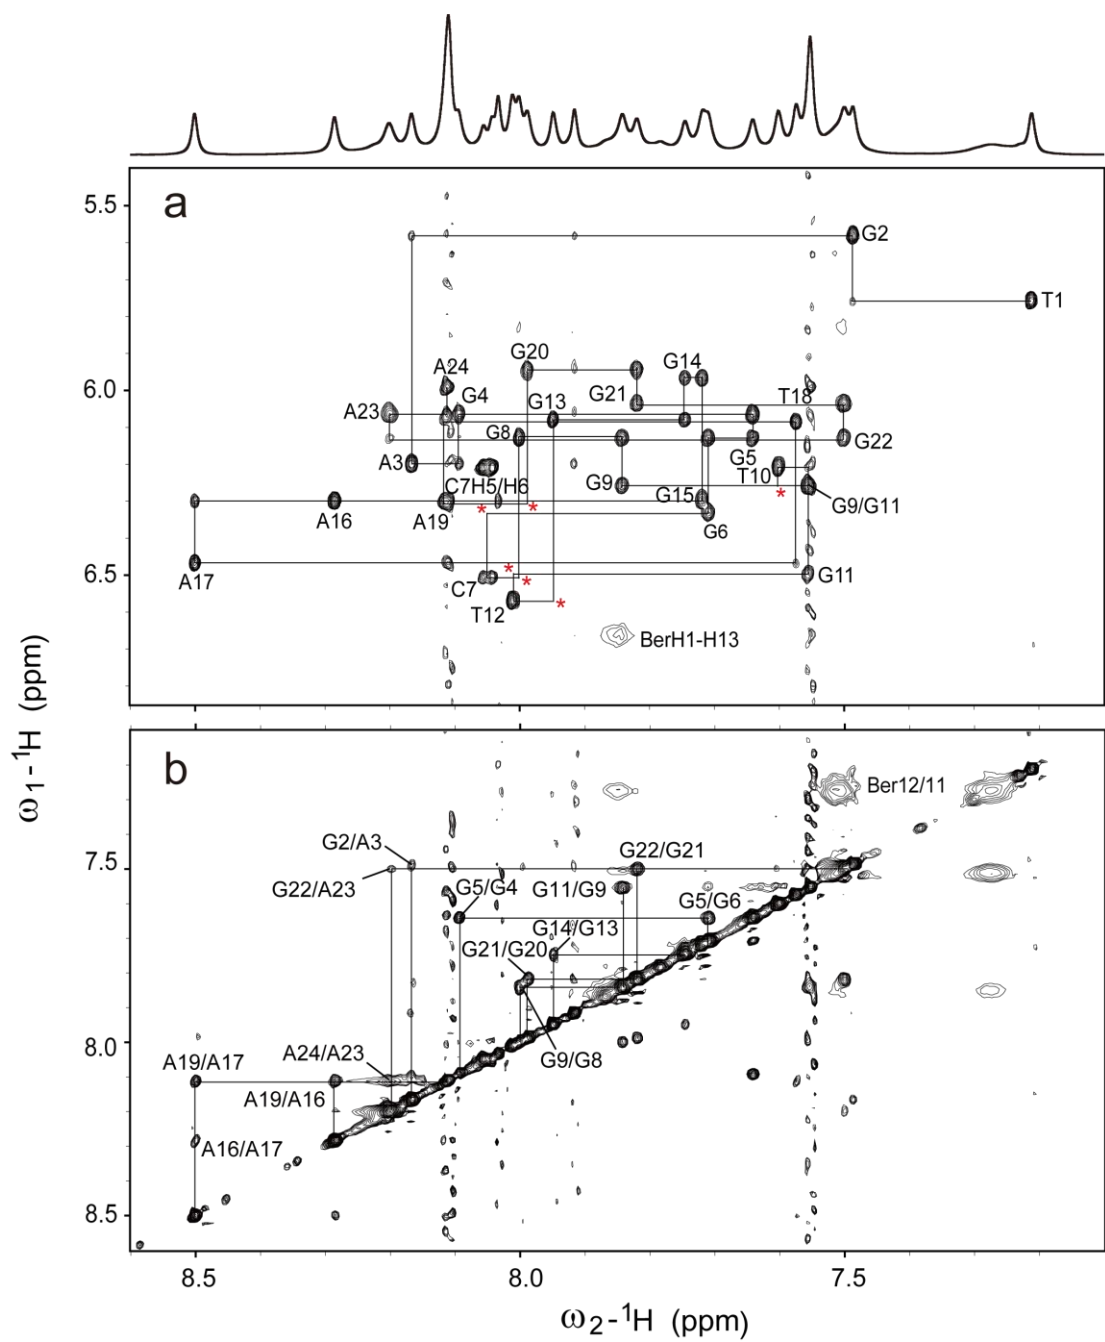 a
5.5
G2
T1
G20
G14
A24
G21
T18
A23
G4
G13
G8
G22
G5
A3
T10
C7H5/H6
G9
G15
G9/G11
A16
A19
*
*
*
G6
A17
*
*
C7
G11
T12
*
BerH1-H13
6.0
6.5
ω1-1H (ppm)
b
Ber12/11
G2/A3
G22/G21
7.5
G22/A23
G5/G4
G11/G9
G5/G6
G14/G13
G21/G20
8.0
A19/A17
A24/A23
G9/G8
A19/A16
A16/A17
8.5
8.5
8.0
7.5
ω2-1H (ppm)